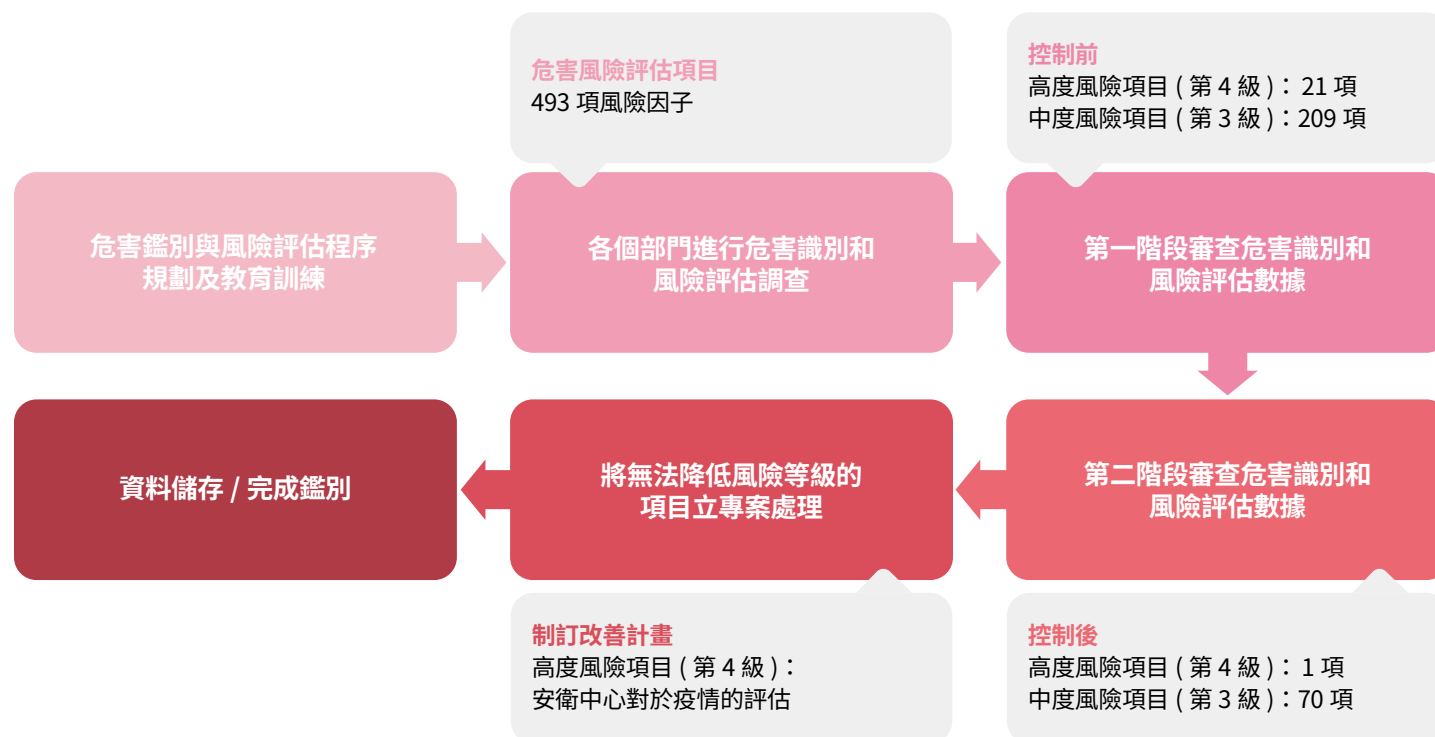 危害風險評估項目
493 項風險因子
控制前
高度風險項目 ( 第 4 級 )： 21 項
中度風險項目 ( 第 3 級 )：209 項
危害鑑別與風險評估程序
規劃及教育訓練
各個部門進行危害識別和
風險評估調查
第一階段審查危害識別和
風險評估數據
第二階段審查危害識別和
風險評估數據
將無法降低風險等級的
項目立專案處理
資料儲存 / 完成鑑別
制訂改善計畫
高度風險項目 ( 第 4 級 )：
安衛中心對於疫情的評估
控制後
高度風險項目 ( 第 4 級 )： 1 項
中度風險項目 ( 第 3 級 )：70 項